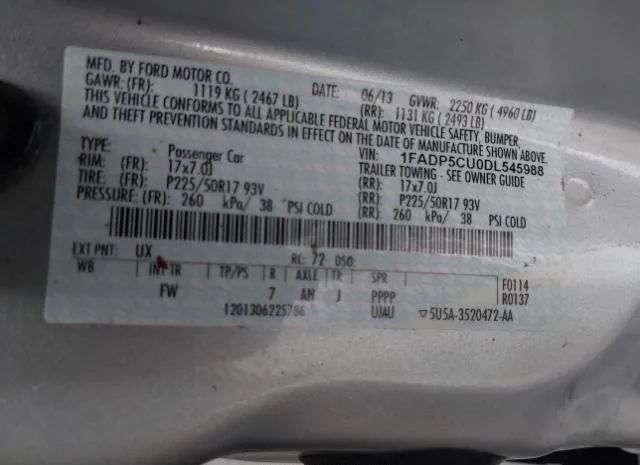 MFD. BY FORD MOTOR CO.
DATE: 06/13 GVWR: 2250 KG ( 4960 LB)
GAWR: (FR): 1119 KG ( 2467 LB) (RR): 1131 KG ( 2493 LB)
THIS VEHICLE CONFORMS TO ALL APPLICABLE FEDERAL MOTOR VEHICLE SAFETY, BUMPER,
AND THEFT PREVENTION STANDARDS IN EFFECT ON THE DATE OF MANUFACTURE SHOWN ABOVE.
VIN: 1FADP5CU0DL545988
TYPE: Passenger Car TRAILER TOWING - SEE OWNER GUIDE
RIM: (FR): 17x7.0J (RR): 17x7.0J
TIRE: (FR): P225/50R17 93V (RR): P225/50R17 93V
PRESSURE: (FR): 260 kPa/ 38 PSI COLD (RR): 260 kPa/ 38 PSI COLD
EXT PNT: UX RC: 72 DSO:
WB INT TR TP/PS R AXLE TR SPR F0114
FW 7 AN J PPPP R0137
1201306225786 UMU ▽5U5A-3520472-AA